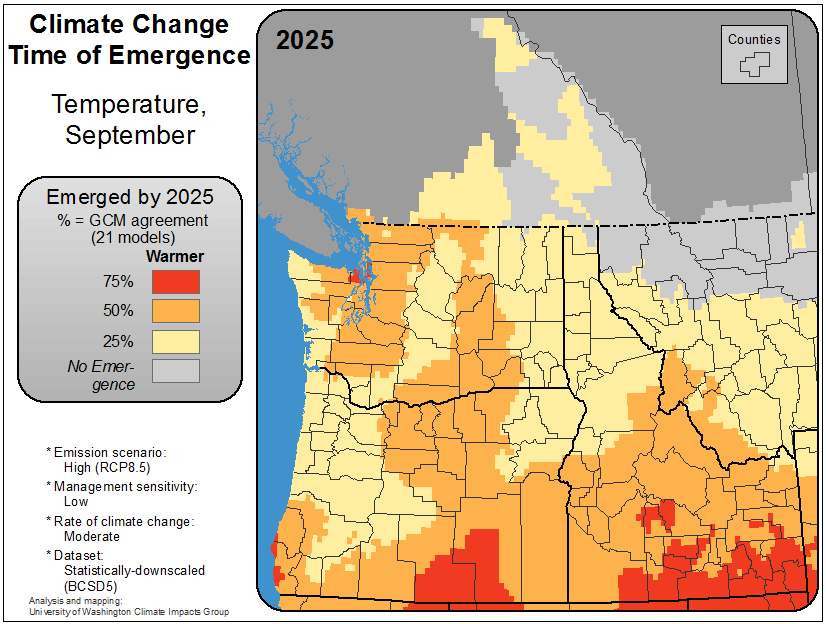 Climate Change
Time of Emergence
Temperature,
September
Emerged by 2025
% = GCM agreement
(21 models)
Warmer
75%
50%
25%
No Emer-
gence
* Emission scenario:
High (RCP8.5)
* Management sensitivity:
Low
* Rate of climate change:
Moderate
* Dataset:
Statistically-downscaled
(BCSD5)
Analysis and mapping:
University of Washington Climate Impacts Group
2025
Counties